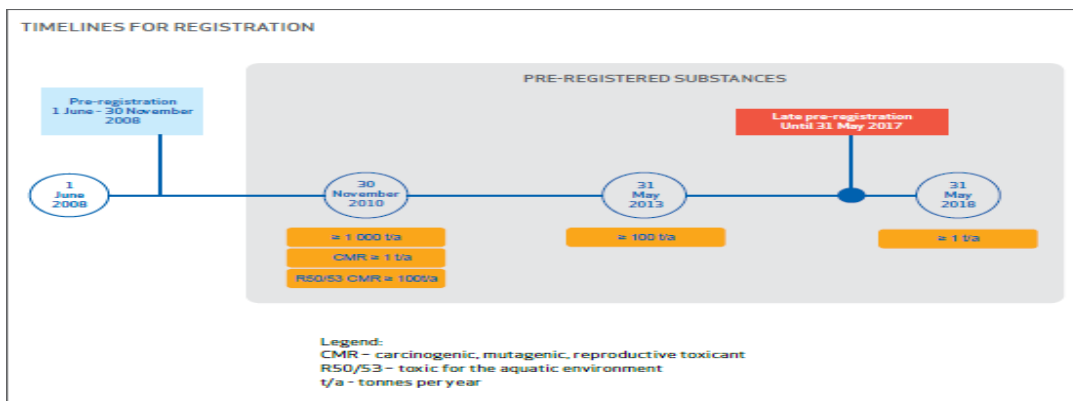 TIMELINES FOR REGISTRATION
PRE-REGISTERED SUBSTANCES
Pre-registration
1 June - 30 November
2008
Late pre-registration
Until 31 May 2017
1
June
2008
30
November
2010
31
May
2013
31
May
2018
≥ 1 000 t/a
CMR ≥ 1 t/a
R50/53 CMR ≥ 100t/a
≥ 100 t/a
≥ 1 t/a
Legend:
CMR – carcinogenic, mutagenic, reproductive toxicant
R50/53 – toxic for the aquatic environment
t/a - tonnes per year